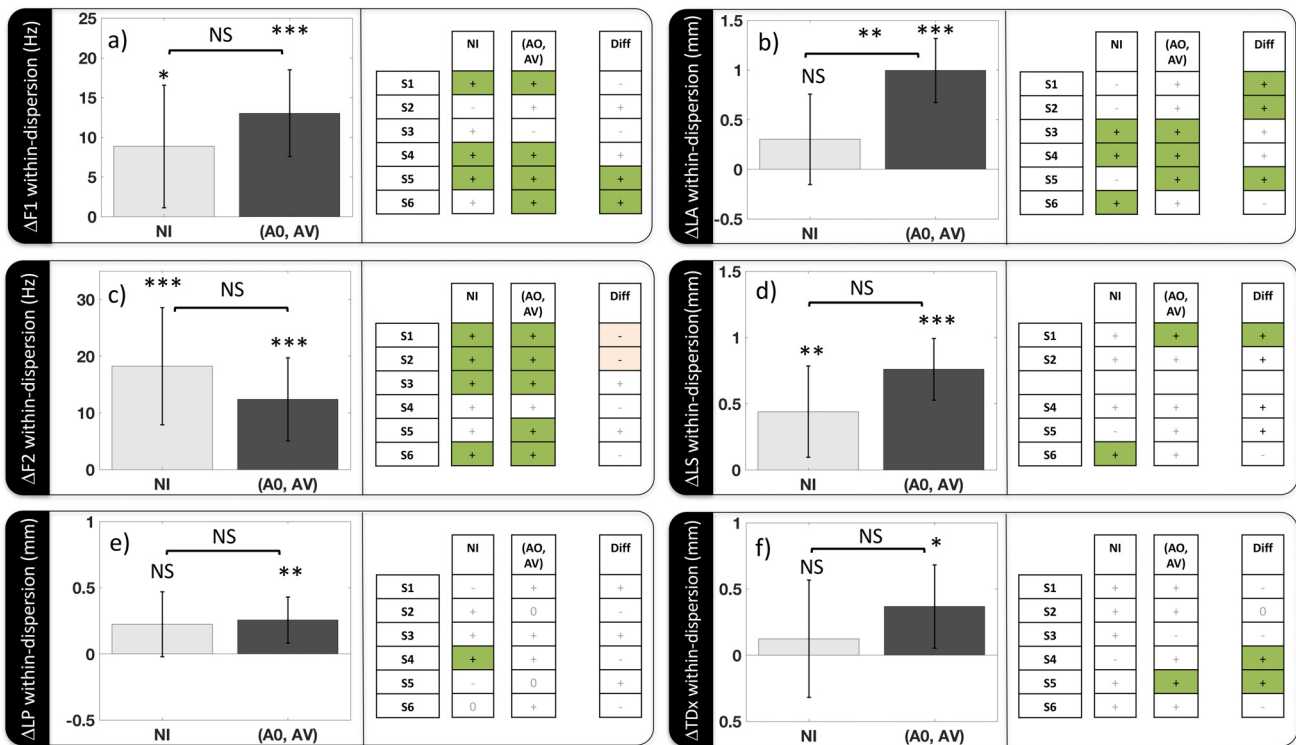 a)
ΔF1 within-dispersion (Hz)
25
20
15
10
5
0
NS
*
***
NI
(A0, AV)
NI (AO, AV) Diff
S1 + + -
S2 - + +
S3 + - -
S4 + + +
S5 + + +
S6 + + +
b)
ΔLA within-dispersion (mm)
1.5
1
0.5
0
-0.5
**
***
NS
NI
(A0, AV)
NI (AO, AV) Diff
S1 - + +
S2 - + +
S3 + + +
S4 + + +
S5 - + +
S6 + + -
c)
ΔF2 within-dispersion (Hz)
30
20
10
0
***
NS
***
NI
(A0, AV)
NI (AO, AV) Diff
S1 + + -
S2 + + -
S3 + + +
S4 + + -
S5 + + +
S6 + + -
d)
ΔLS within-dispersion(mm)
1.5
1
0.5
0
NS
**
***
NI
(A0, AV)
NI (AO, AV) Diff
S1 + + +
S2 + + +
S4 + + +
S5 - + +
S6 + + -
e)
ΔLP within-dispersion (mm)
1
0.5
0
-0.5
NS
NS
**
NI
(A0, AV)
NI (AO, AV) Diff
S1 - + +
S2 + 0 -
S3 + + +
S4 + + -
S5 - 0 +
S6 0 + -
f)
ΔTDx within-dispersion (mm)
1
0.5
0
0.5
NS
NS
*
NI
(A0, AV)
NI (AO, AV) Diff
S1 + + -
S2 + + 0
S3 + - -
S4 - + +
S5 + + +
S6 + + -